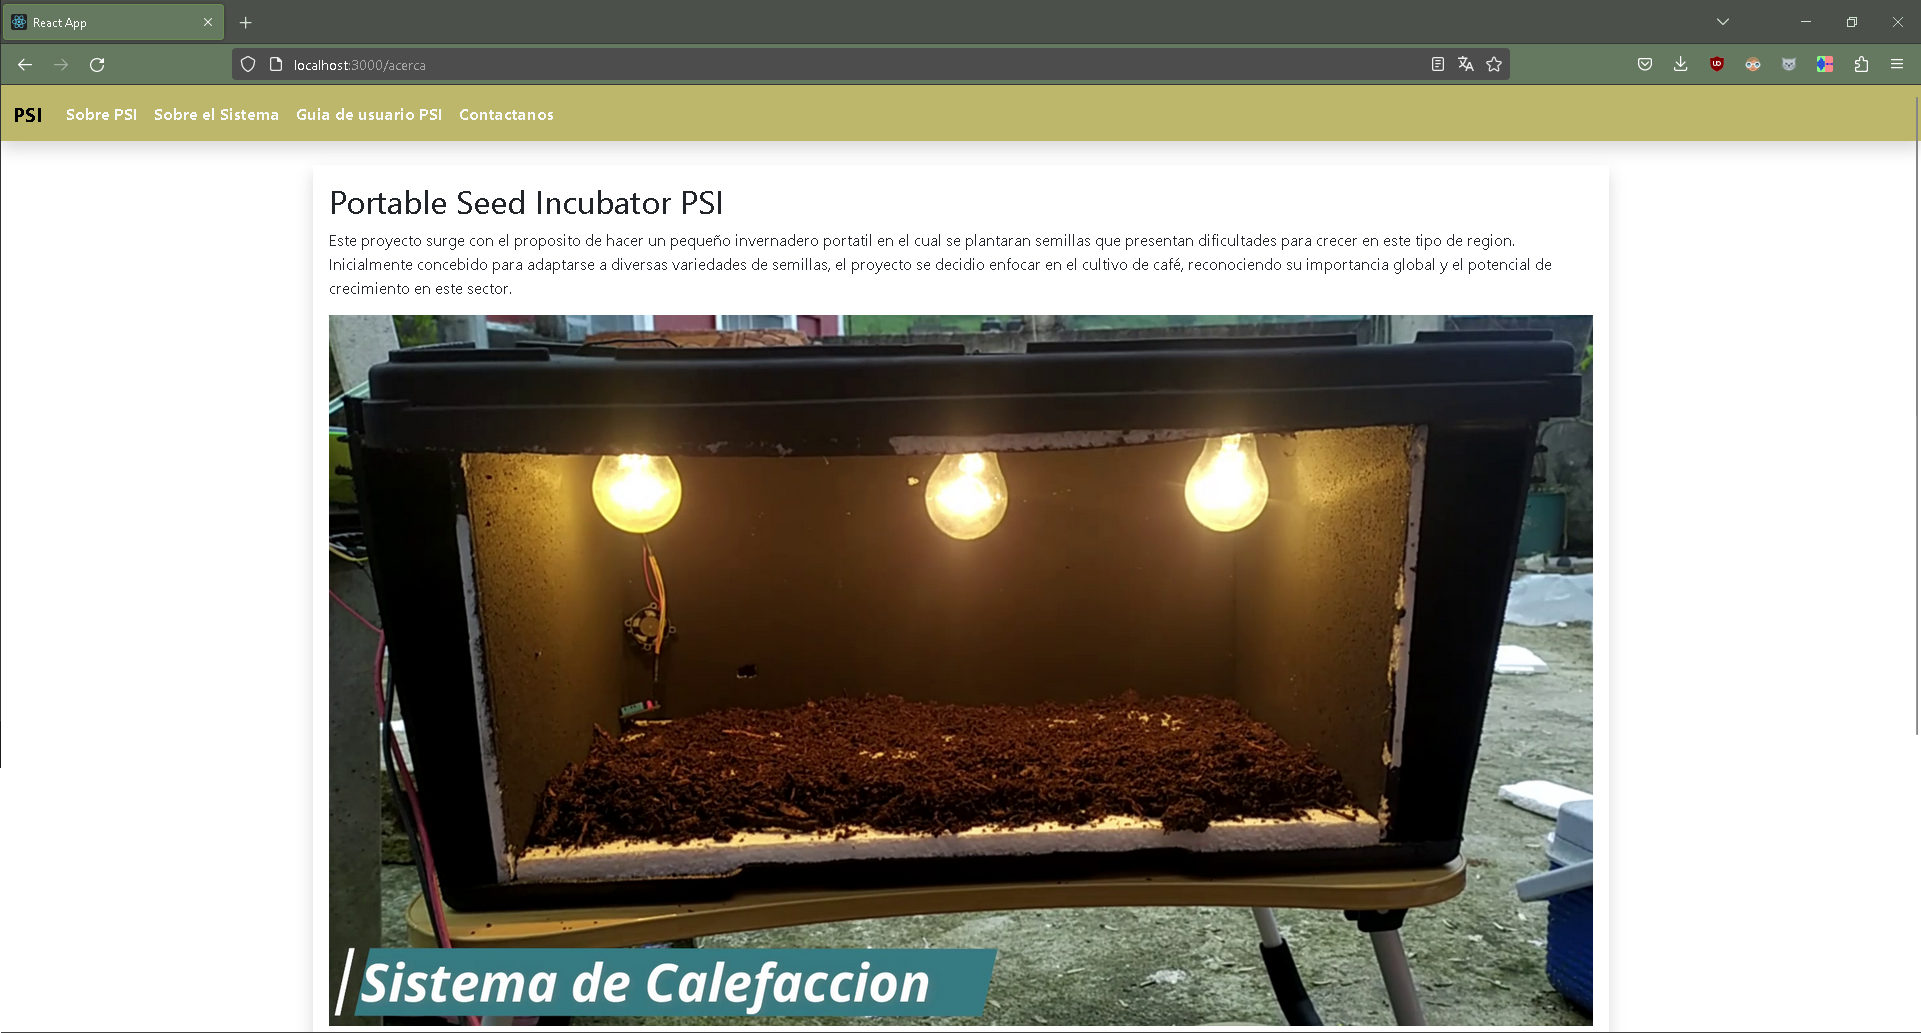 React App
localhost:3000/acerca
PSI Sobre PSI Sobre el Sistema Guia de usuario PSI Contactanos
Portable Seed Incubator PSI
Este proyecto surge con el proposito de hacer un pequeño invernadero portatil en el cual se plantaran semillas que presentan dificultades para crecer en este tipo de region.
Inicialmente concebido para adaptarse a diversas variedades de semillas, el proyecto se decidio enfocar en el cultivo de café, reconociendo su importancia global y el potencial de
crecimiento en este sector.
Sistema de Calefaccion